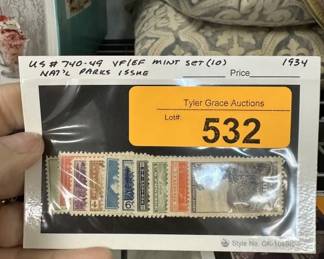 US # 740-49 VF/EF MINT SET (10) 1934
NAT'L PARKS ISSUE Price
Tyler Grace Auctions
Lot#:
532
6
Style No.